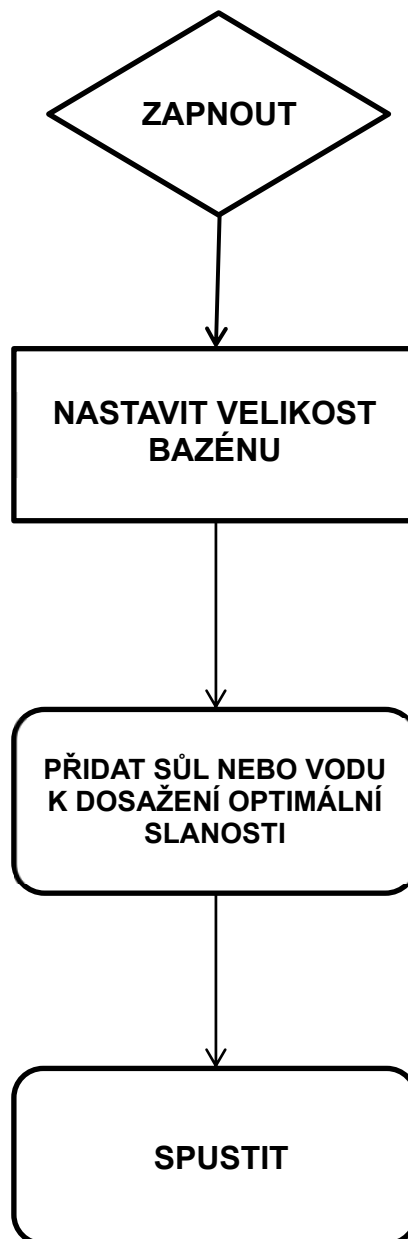 ZAPNOUT
NASTAVIT VELIKOST
BAZÉNU
PŘIDAT SŮL NEBO VODU
K DOSAŽENÍ OPTIMÁLNÍ
SLANOSTI
SPUSTIT